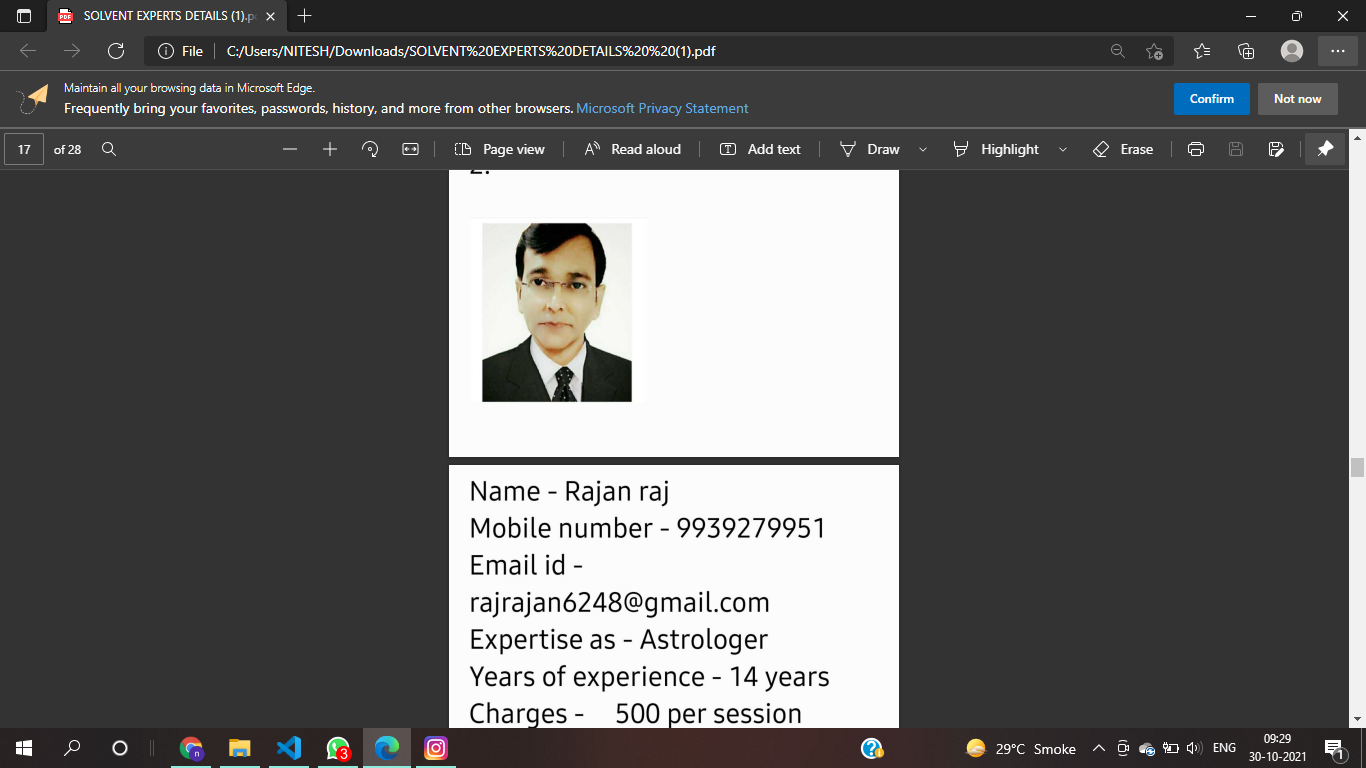 SOLVENT EXPERTS DETAILS (1).p
File
C:/Users/NITESH/Downloads/SOLVENT%20EXPERTS%20DETAILS%20%20(1).pdf
Maintain all your browsing data in Microsoft Edge.
Frequently bring your favorites, passwords, history, and more from other browsers. Microsoft Privacy Statement
Confirm
Not now
17 of 28
Page view
Read aloud
Add text
Draw
Highlight
Erase
2.
Name - Rajan raj
Mobile number - 9939279951
Email id -
rajrajan6248@gmail.com
Expertise as - Astrologer
Years of experience - 14 years
Charges - 500 per session
3
29°C Smoke
ENG
09:29
30-10-2021
1